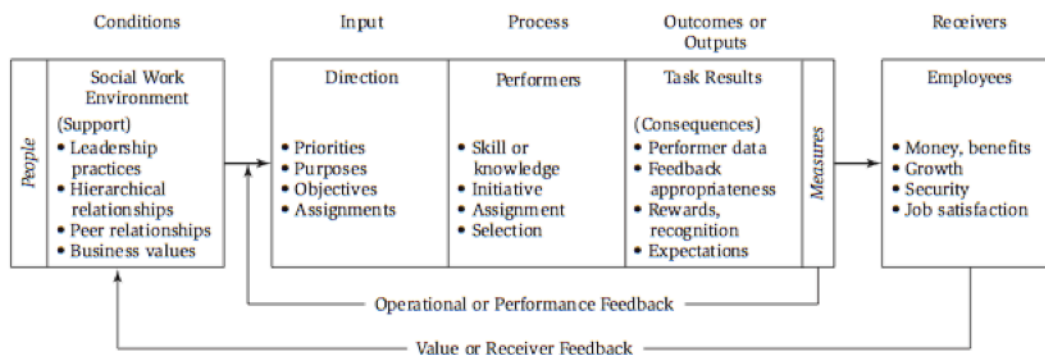 Conditions
Input
Process
Outcomes or
Outputs
Receivers
People
Social Work
Environment
(Support)
• Leadership
practices
• Hierarchical
relationships
• Peer relationships
• Business values
Direction
• Priorities
• Purposes
• Objectives
• Assignments
Performers
• Skill or
knowledge
• Initiative
• Assignment
• Selection
Task Results
(Consequences)
• Performer data
• Feedback
appropriateness
• Rewards,
recognition
• Expectations
Measures
Employees
• Money, benefits
• Growth
• Security
• Job satisfaction
Operational or Performance Feedback
Value or Receiver Feedback